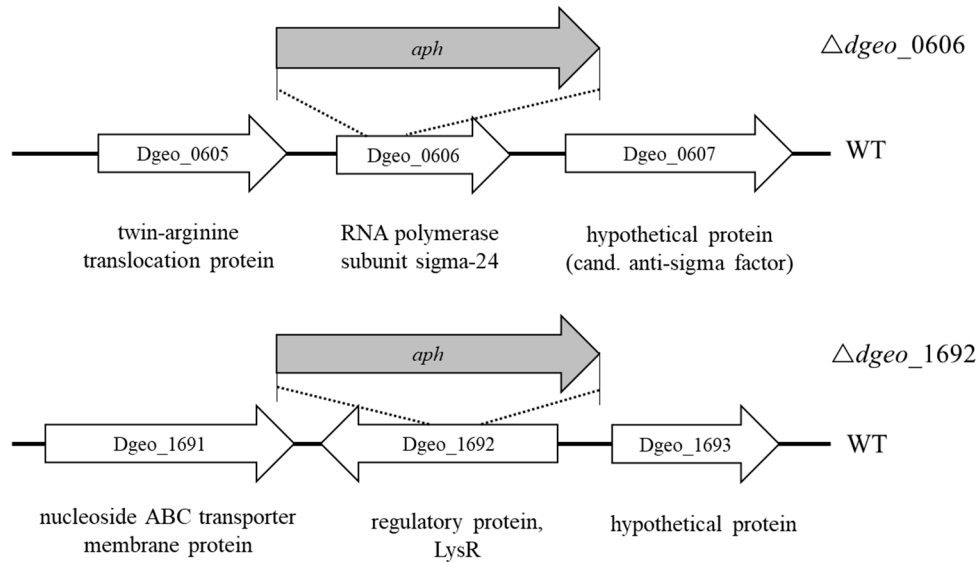 aph
△dgeo_0606
Dgeo_0605
Dgeo_0606
Dgeo_0607
WT
twin-arginine
translocation protein
RNA polymerase
subunit sigma-24
hypothetical protein
(cand. anti-sigma factor)
aph
△dgeo_1692
Dgeo_1691
Dgeo_1692
Dgeo_1693
WT
nucleoside ABC transporter
membrane protein
regulatory protein,
LysR
hypothetical protein